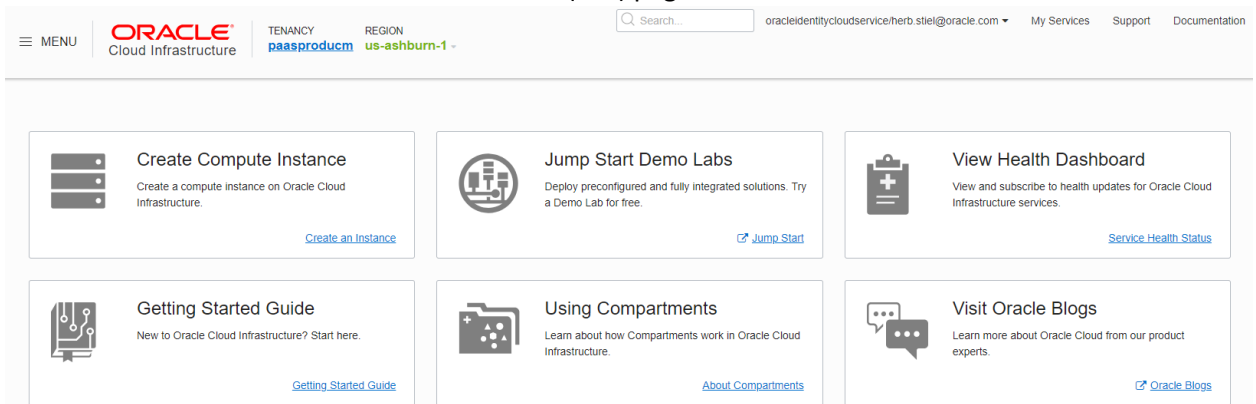 Search...
oracleidentitycloudservice/herb.stiel@oracle.com
My Services
Support
Documentation
MENU
ORACLE
Cloud Infrastructure
TENANCY
paasproducm
REGION
us-ashburn-1
Create Compute Instance
Create a compute instance on Oracle Cloud
Infrastructure.
Create an Instance
Jump Start Demo Labs
Deploy preconfigured and fully integrated solutions. Try
a Demo Lab for free.
Jump Start
View Health Dashboard
View and subscribe to health updates for Oracle Cloud
Infrastructure services.
Service Health Status
Getting Started Guide
New to Oracle Cloud Infrastructure? Start here.
Getting Started Guide
Using Compartments
Learn about how Compartments work in Oracle Cloud
Infrastructure.
About Compartments
Visit Oracle Blogs
Learn more about Oracle Cloud from our product
experts.
Oracle Blogs